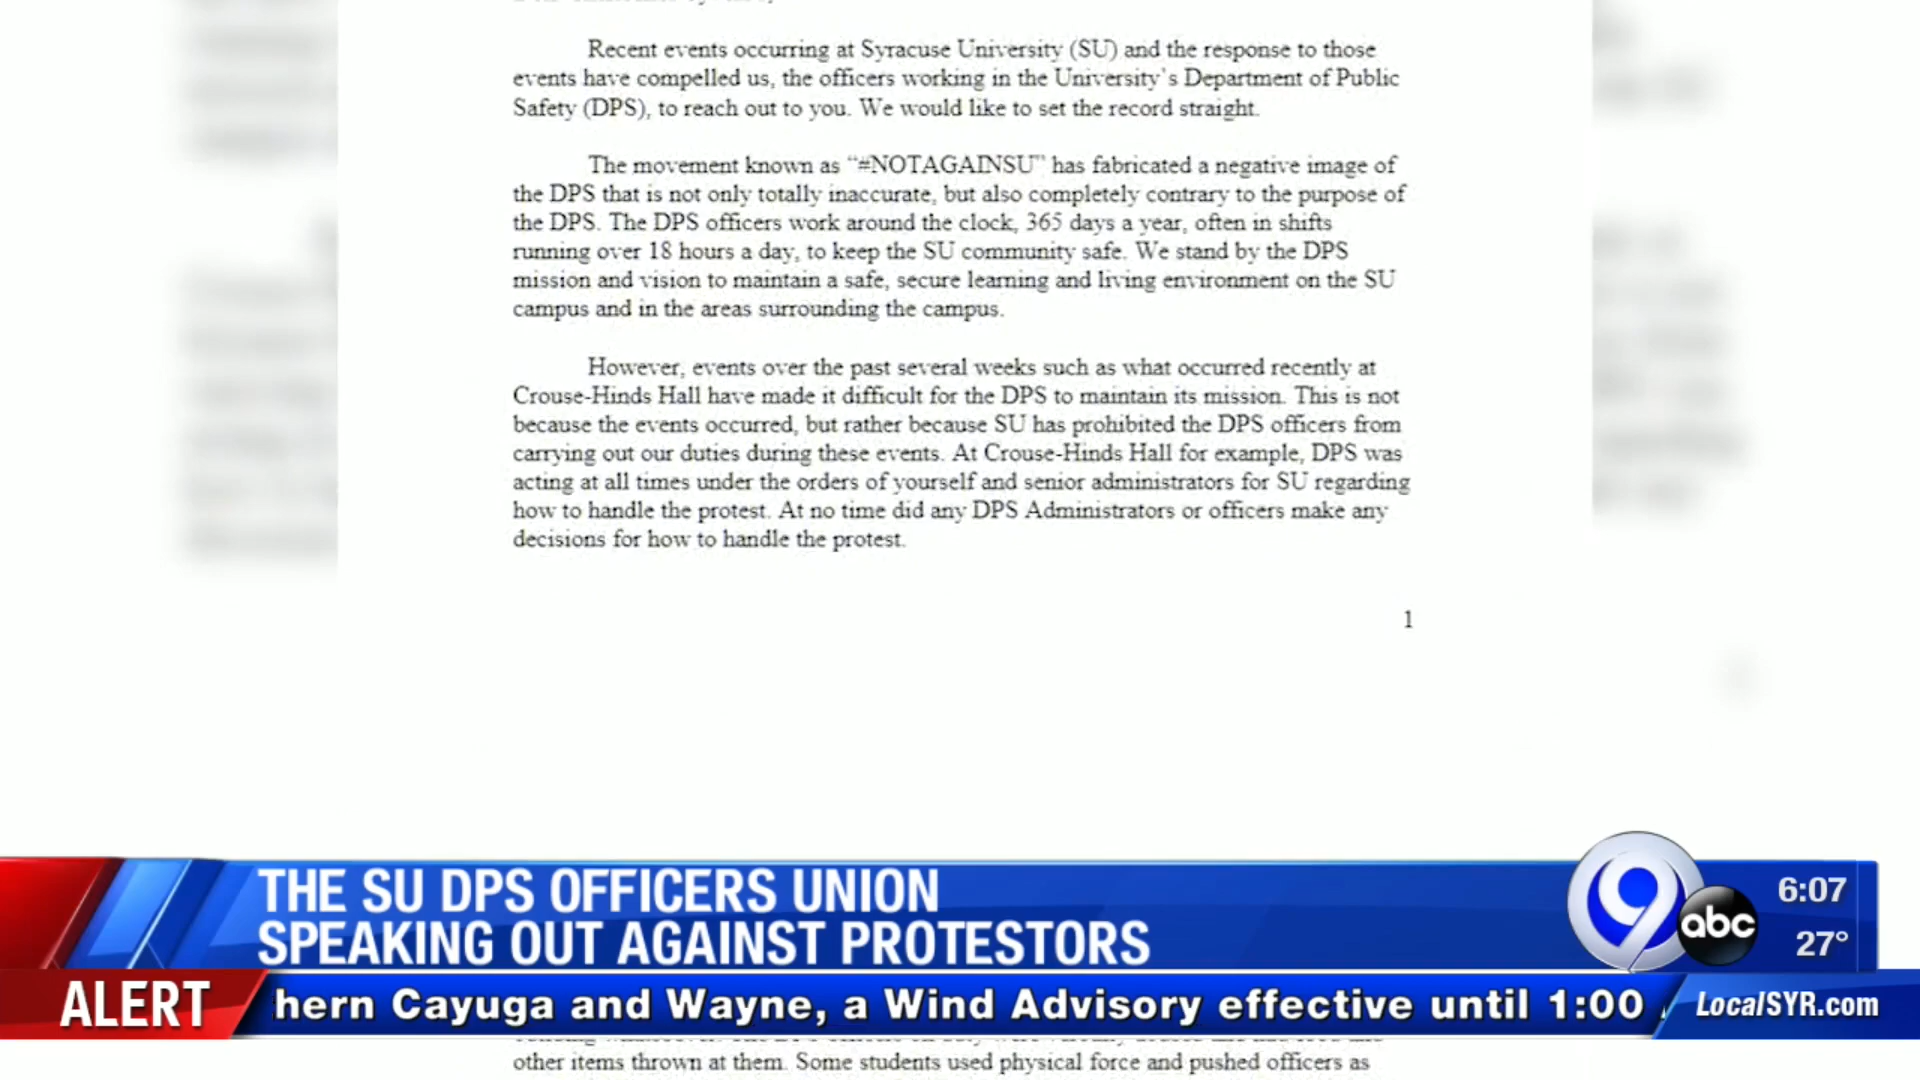 Recent events occurring at Syracuse University (SU) and the response to those
events have compelled us, the officers working in the University's Department of Public
Safety (DPS), to reach out to you. We would like to set the record straight.
The movement known as "#NOTAGAINSU" has fabricated a negative image of
the DPS that is not only totally inaccurate, but also completely contrary to the purpose of
the DPS. The DPS officers work around the clock, 365 days a year, often in shifts
running over 18 hours a day, to keep the SU community safe. We stand by the DPS
mission and vision to maintain a safe, secure learning and living environment on the SU
campus and in the areas surrounding the campus.
However, events over the past several weeks such as what occurred recently at
Crouse-Hinds Hall have made it difficult for the DPS to maintain its mission. This is not
because the events occurred, but rather because SU has prohibited the DPS officers from
carrying out our duties during these events. At Crouse-Hinds Hall for example, DPS was
acting at all times under the orders of yourself and senior administrators for SU regarding
how to handle the protest. At no time did any DPS Administrators or officers make any
decisions for how to handle the protest.
1
THE SU DPS OFFICERS UNION
SPEAKING OUT AGAINST PROTESTORS
9
abc
6:07
27°
ALERT
hern Cayuga and Wayne, a Wind Advisory effective until 1:00
LocalSYR.com
other items thrown at them. Some students used physical force and pushed officers as